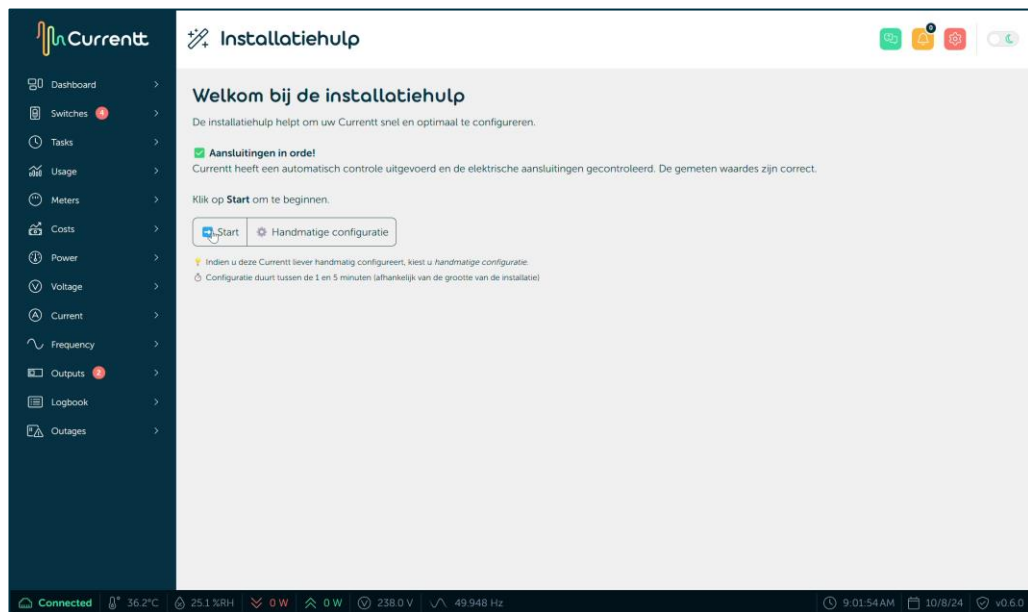 Currentt
Installatiehulp
Dashboard
Switches 4
Tasks
Usage
Meters
Costs
Power
Voltage
Current
Frequency
Outputs 2
Logbook
Outages
Welkom bij de installatiehulp
De installatiehulp helpt om uw Currentt snel en optimaal te configureren.
✅ Aansluitingen in orde!
Currentt heeft een automatisch controle uitgevoerd en de elektrische aansluitingen gecontroleerd. De gemeten waardes zijn correct.
Klik op Start om te beginnen.
Start Handmatige configuratie
Indien u deze Currentt liever handmatig configureert, kiest u handmatige configuratie.
Configuratie duurt tussen de 1 en 5 minuten (afhankelijk van de grootte van de installatie)
Connected 36.2°C 25.1 %RH 0 W 0 W 238.0 V 49.948 Hz 9:01:54 AM 10/8/24 v0.6.0